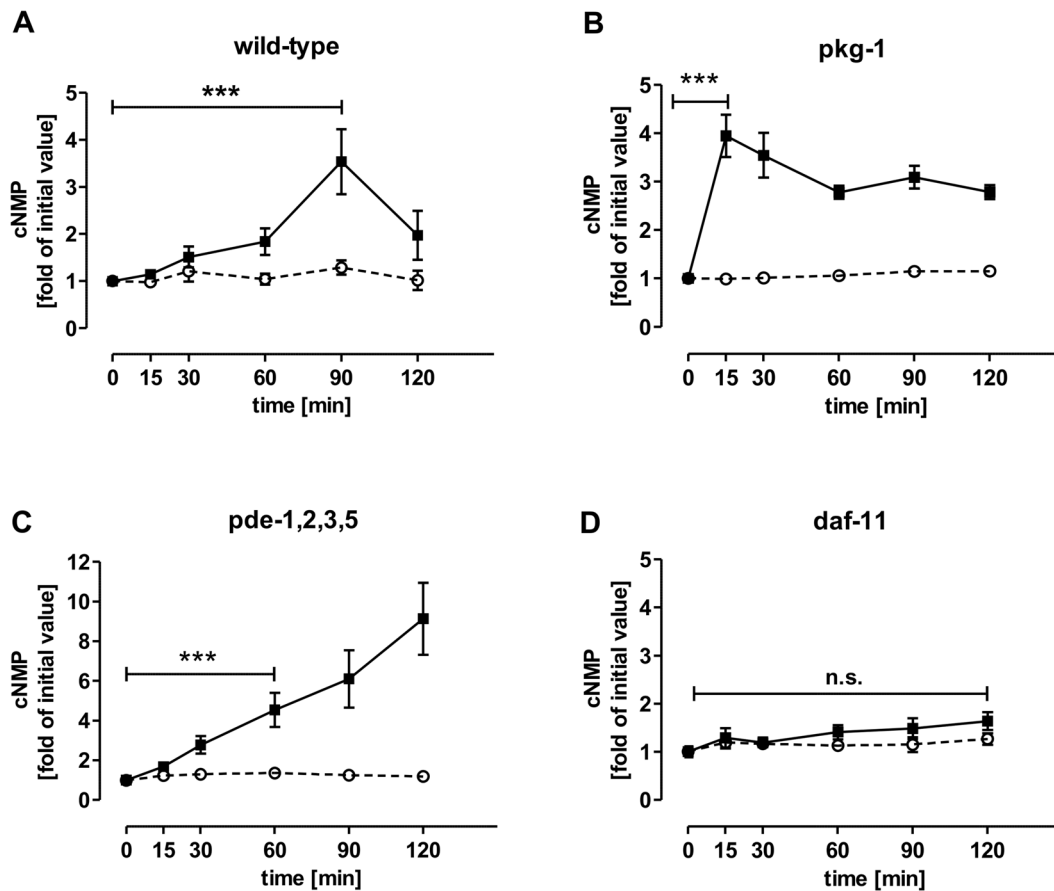 A
wild-type
cNMP
[fold of initial value]
5
4
3
2
1
0
***
0 15 30 60 90 120
time [min]
B
pkg-1
cNMP
[fold of initial value]
5
4
3
2
1
0
***
0 15 30 60 90 120
time [min]
C
pde-1,2,3,5
cNMP
[fold of initial value]
12
10
8
6
4
2
0
***
0 15 30 60 90 120
time [min]
D
daf-11
cNMP
[fold of initial value]
5
4
3
2
1
0
n.s.
0 15 30 60 90 120
time [min]